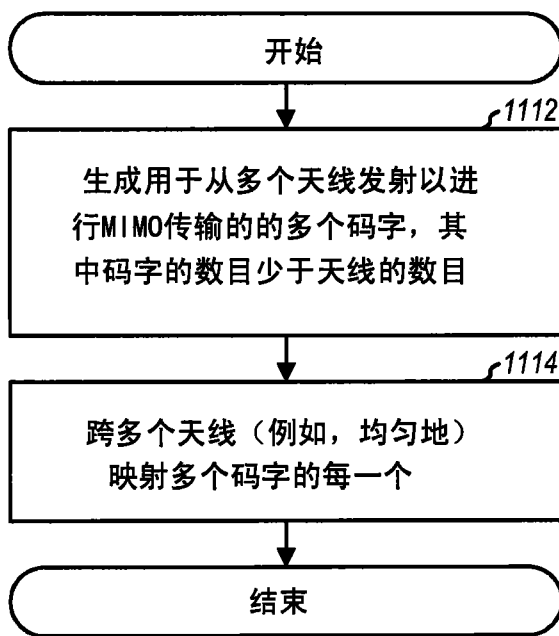 开始
1112
生成用于从多个天线发射以进
行MIMO传输的的多个码字，其
中码字的数目少于天线的数目
1114
跨多个天线（例如，均匀地）
映射多个码字的每一个
结束